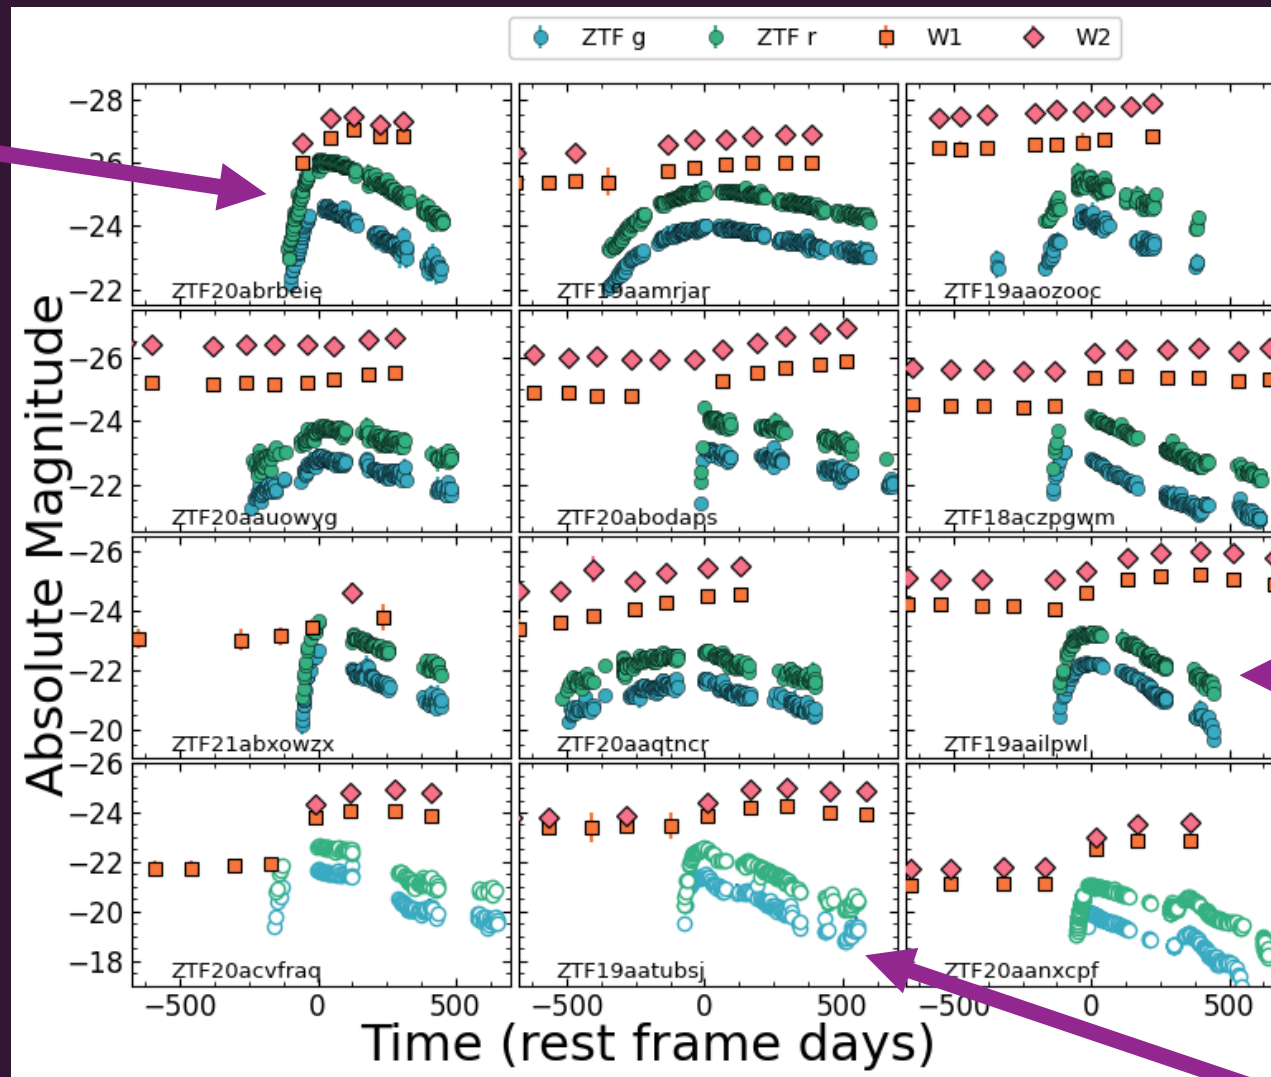 ZTF g ZTF r W1 W2
−28
−26
−24
−22
ZTF20abrbeie ZTF19aamrjar ZTF19aaozooc
−26
−24
−22
ZTF20aauowyg ZTF20abodaps ZTF18aczpgwm
−26
−24
−22
−20
ZTF21abxowzx ZTF20aaqtncr ZTF19aailpwl
−26
−24
−22
−20
−18
ZTF20acvfraq ZTF19aatubsj ZTF20aanxcpf
−500 0 500 −500 0 500 −500 0 500
Absolute Magnitude
Time (rest frame days)